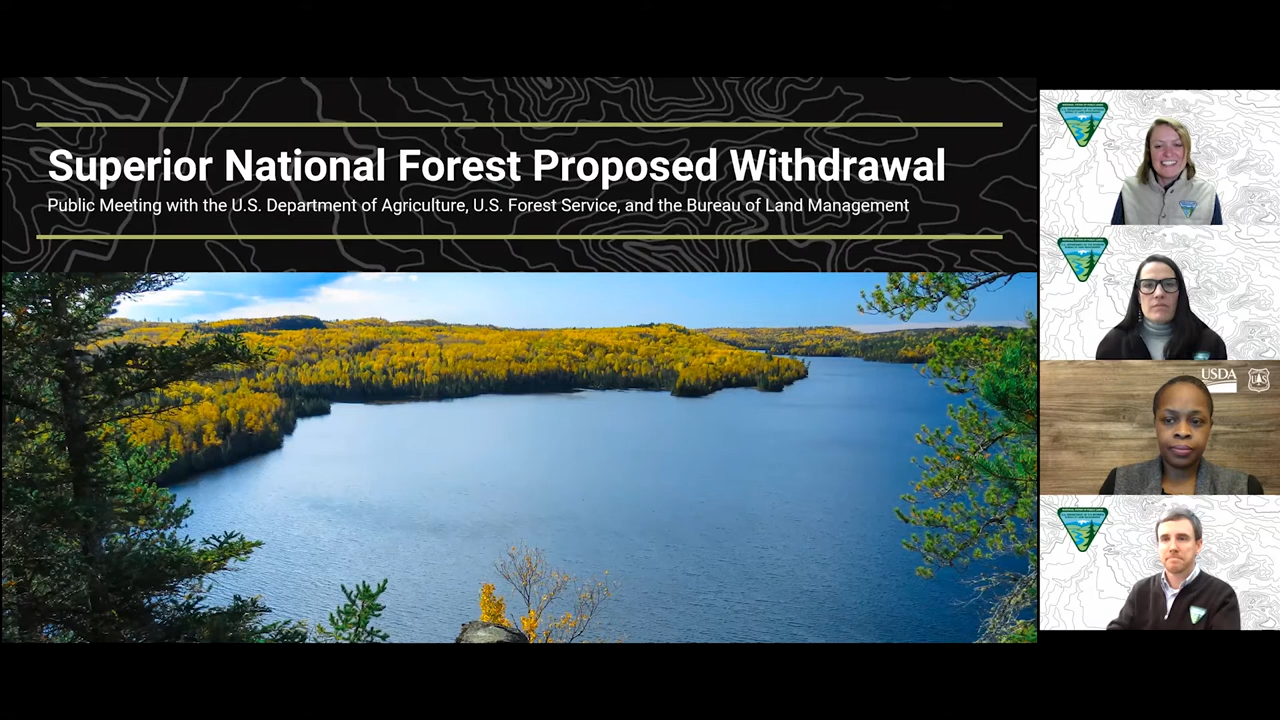 Superior National Forest Proposed Withdrawal
Public Meeting with the U.S. Department of Agriculture, U.S. Forest Service, and the Bureau of Land Management
USDA